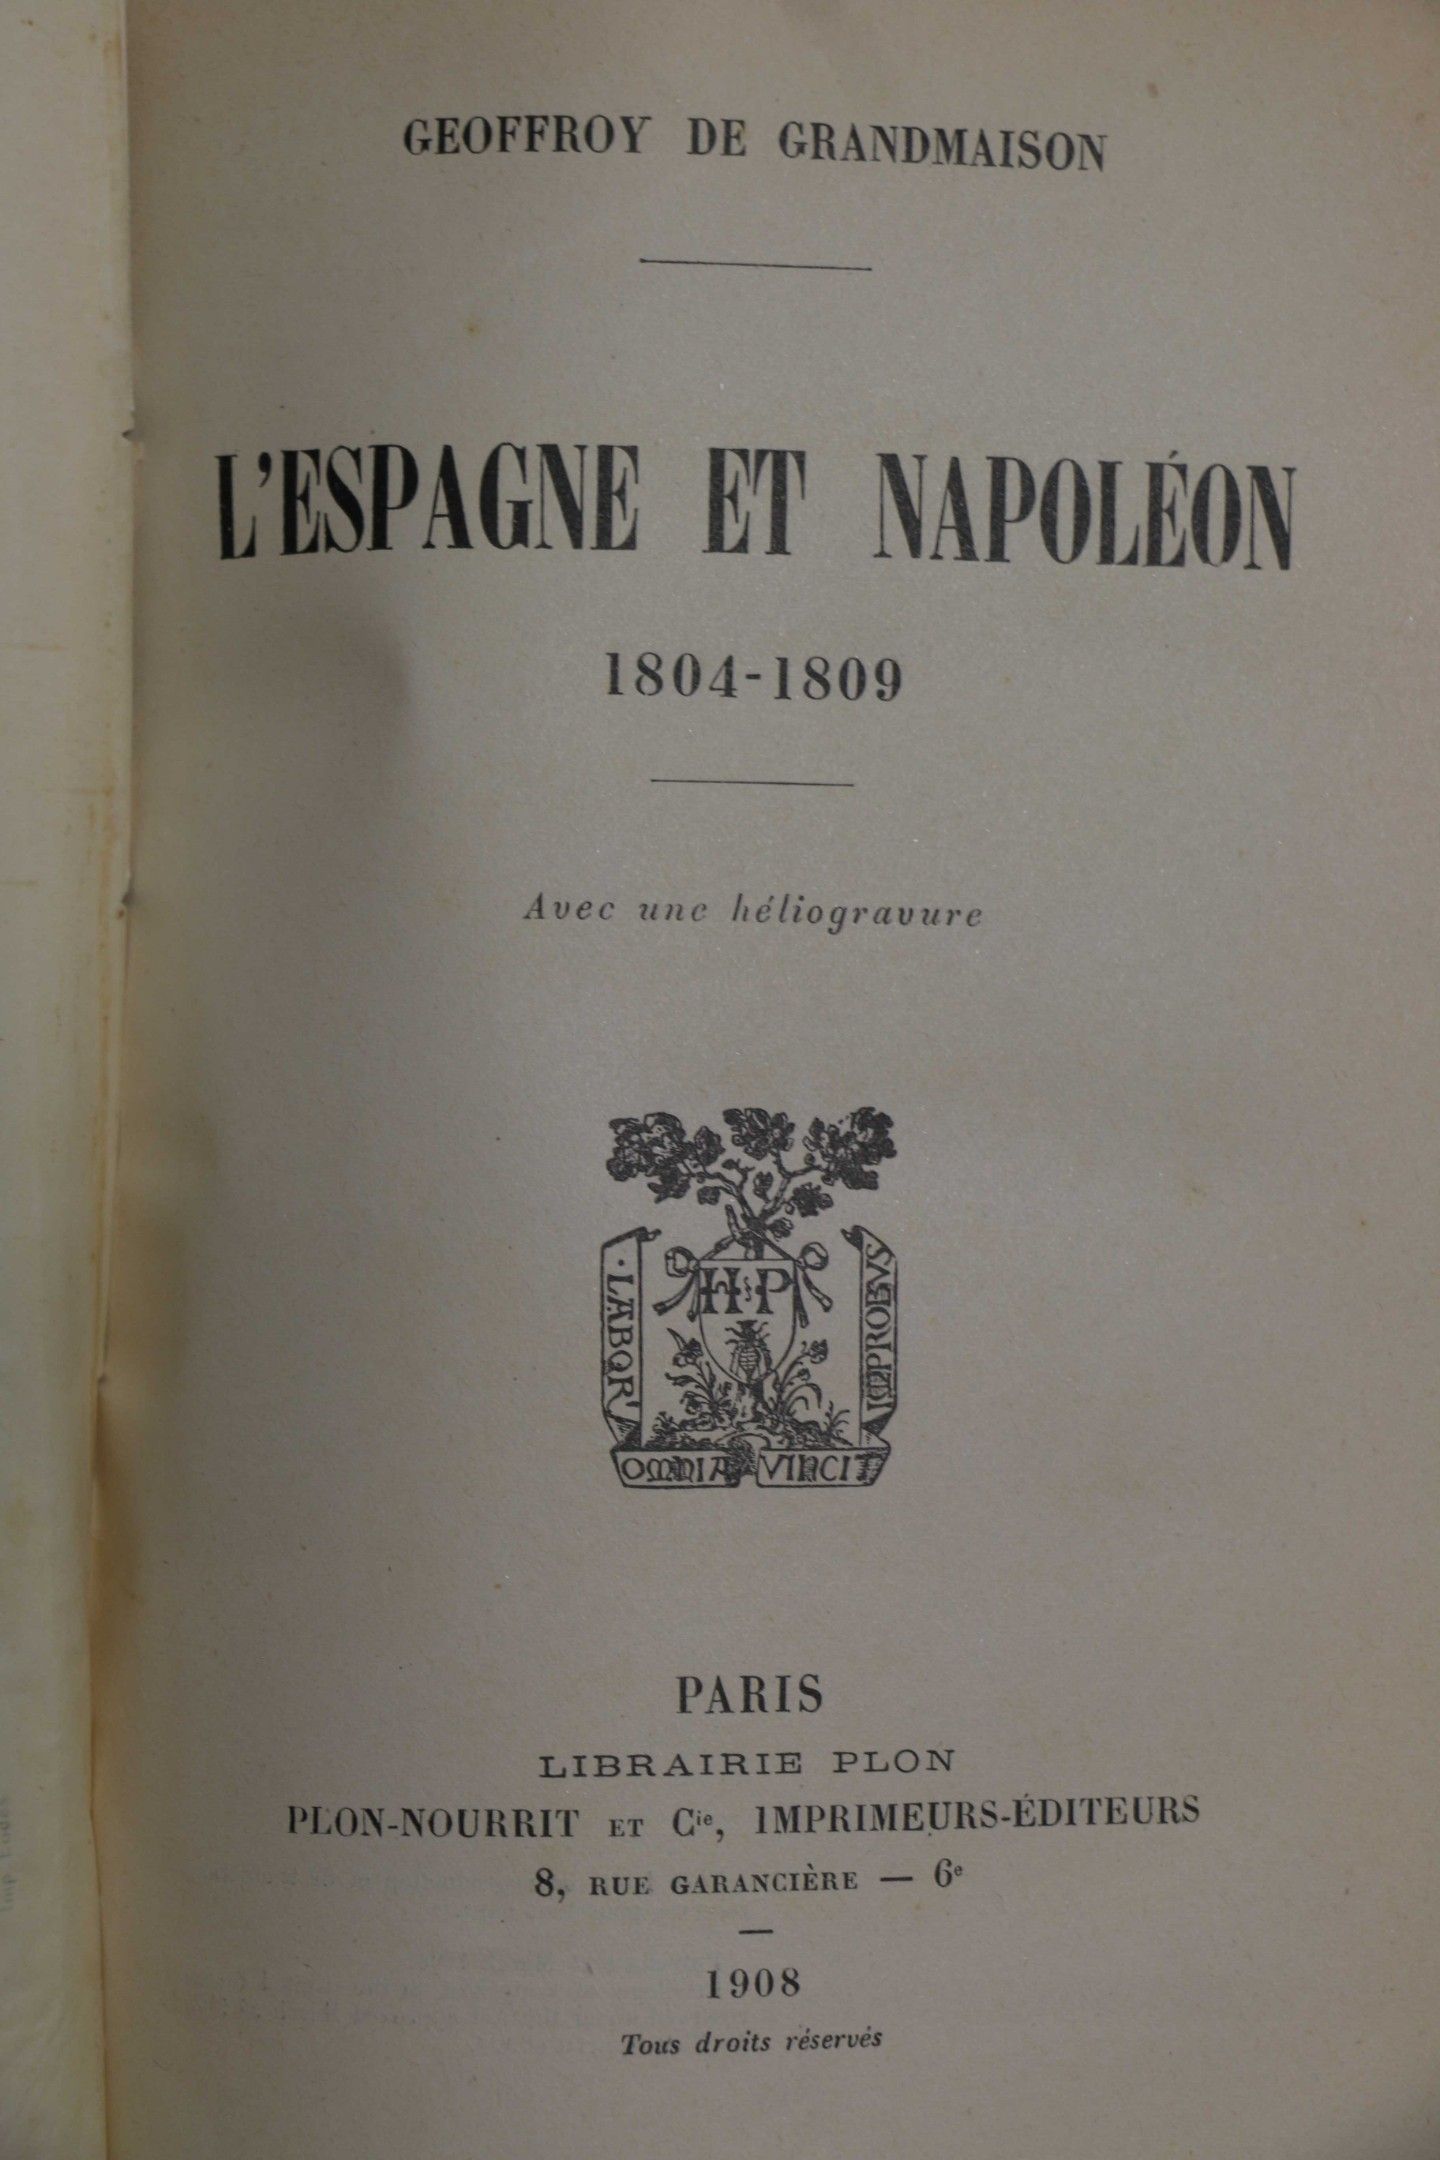 GEOFFROY DE GRANDMAISON
L'ESPAGNE ET NAPOLÉON
1804-1809
Avec une héliogravure
H P
·LABOR
IMPROBVS
OMNIA VINCIT
PARIS
LIBRAIRIE PLON
PLON-NOURRIT ET Cie, IMPRIMEURS-ÉDITEURS
8, RUE GARANCIÈRE — 6e
1908
Tous droits réservés